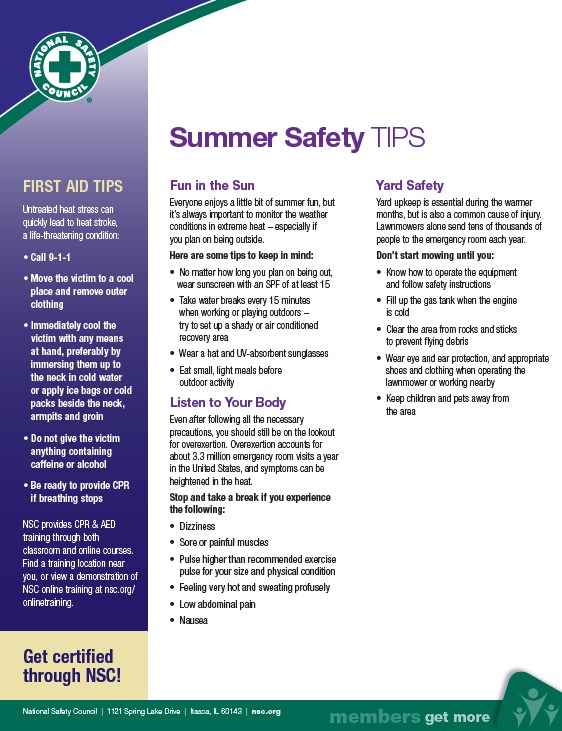 NATIONAL SAFETY
COUNCIL
®
Summer Safety TIPS
FIRST AID TIPS
Untreated heat stress can
quickly lead to heat stroke,
a life-threatening condition:
• Call 9-1-1
• Move the victim to a cool
place and remove outer
clothing
• Immediately cool the
victim with any means
at hand, preferably by
immersing them up to
the neck in cold water
or apply ice bags or cold
packs beside the neck,
armpits and groin
• Do not give the victim
anything containing
caffeine or alcohol
• Be ready to provide CPR
if breathing stops
NSC provides CPR & AED
training through both
classroom and online courses.
Find a training location near
you, or view a demonstration of
NSC online training at nsc.org/
onlinetraining.
Get certified
through NSC!
Fun in the Sun
Everyone enjoys a little bit of summer fun, but
it's always important to monitor the weather
conditions in extreme heat – especially if
you plan on being outside.
Here are some tips to keep in mind:
• No matter how long you plan on being out,
wear sunscreen with an SPF of at least 15
• Take water breaks every 15 minutes
when working or playing outdoors –
try to set up a shady or air conditioned
recovery area
• Wear a hat and UV-absorbent sunglasses
• Eat small, light meals before
outdoor activity
Listen to Your Body
Even after following all the necessary
precautions, you should still be on the lookout
for overexertion. Overexertion accounts for
about 3.3 million emergency room visits a year
in the United States, and symptoms can be
heightened in the heat.
Stop and take a break if you experience
the following:
• Dizziness
• Sore or painful muscles
• Pulse higher than recommended exercise
pulse for your size and physical condition
• Feeling very hot and sweating profusely
• Low abdominal pain
• Nausea
Yard Safety
Yard upkeep is essential during the warmer
months, but is also a common cause of injury.
Lawnmowers alone send tens of thousands of
people to the emergency room each year.
Don't start mowing until you:
• Know how to operate the equipment
and follow safety instructions
• Fill up the gas tank when the engine
is cold
• Clear the area from rocks and sticks
to prevent flying debris
• Wear eye and ear protection, and appropriate
shoes and clothing when operating the
lawnmower or working nearby
• Keep children and pets away from
the area
National Safety Council | 1121 Spring Lake Drive | Itasca, IL 60143 | nsc.org
members get more